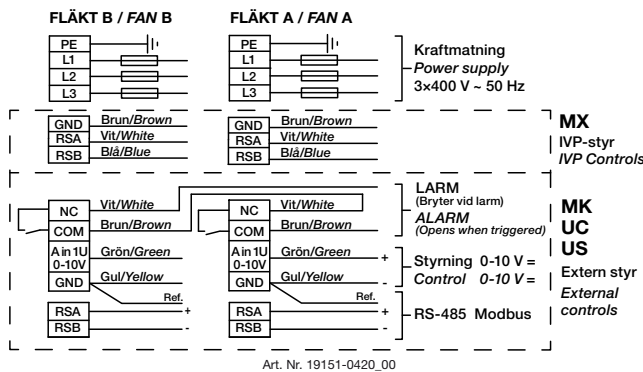 FLÄKT B / FAN B
FLÄKT A / FAN A
PE
L1
L2
L3
PE
L1
L2
L3
Kraftmatning
Power supply
3×400 V ~ 50 Hz
GND Brun/Brown
RSA Vit/White
RSB Blå/Blue
GND Brun/Brown
RSA Vit/White
RSB Blå/Blue
MX
IVP-styr
IVP Controls
NC Vit/White
COM Brun/Brown
A in 1U Grön/Green
0-10V
GND Gul/Yellow
Ref.
RSA +
RSB -
NC Vit/White
COM Brun/Brown
A in 1U Grön/Green +
0-10V
GND Gul/Yellow -
Ref.
RSA +
RSB -
LARM
(Bryter vid larm)
ALARM
(Opens when triggered)
Styrning 0-10 V =
Control 0-10 V =
RS-485 Modbus
MK
UC
US
Extern styr
External
controls
Art. Nr. 19151-0420_00